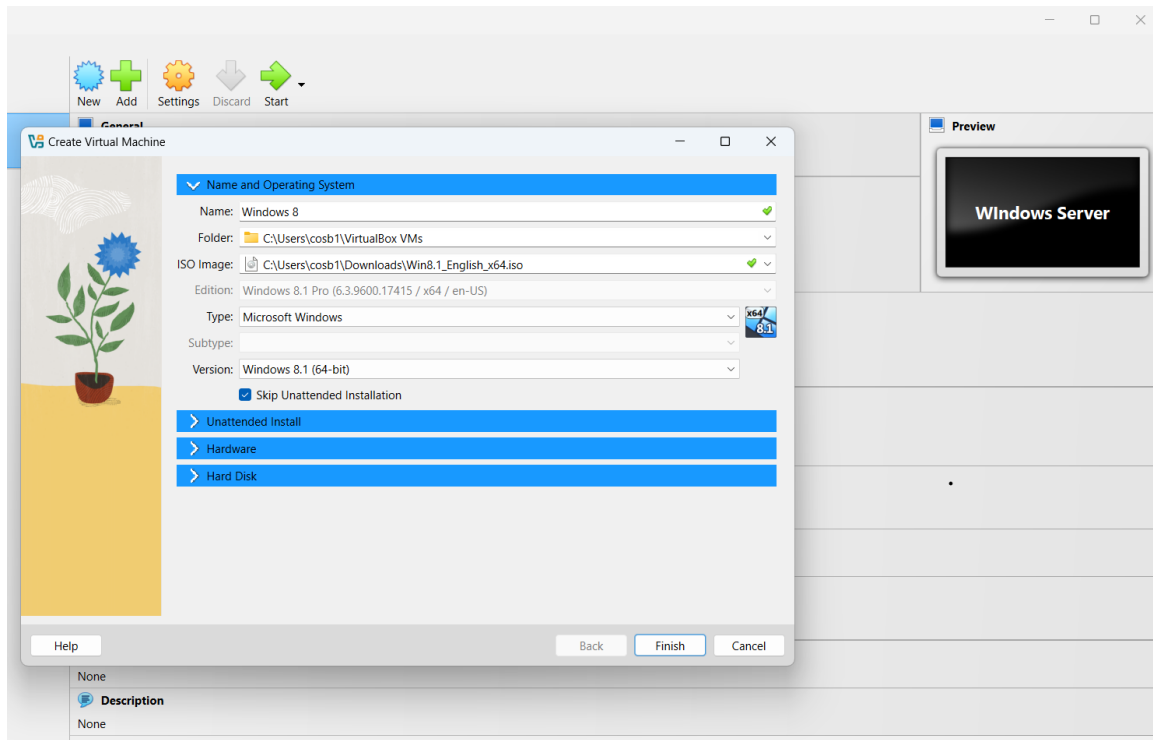 New Add Settings Discard Start
General
Preview
WIndows Server
Create Virtual Machine
Name and Operating System
Name: Windows 8
Folder: C:\Users\cosb1\VirtualBox VMs
ISO Image: C:\Users\cosb1\Downloads\Win8.1_English_x64.iso
Edition: Windows 8.1 Pro (6.3.9600.17415 / x64 / en-US)
Type: Microsoft Windows
x64
8.1
Subtype:
Version: Windows 8.1 (64-bit)
Skip Unattended Installation
Unattended Install
Hardware
Hard Disk
Help Back Finish Cancel
None
Description
None